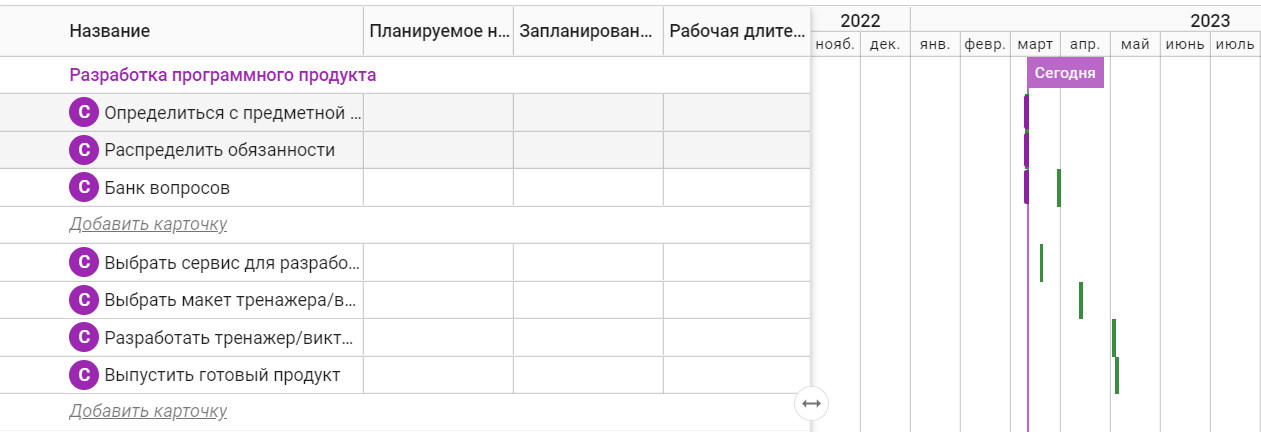 Название Планируемое н... Запланирован... Рабочая длите... 2022 2023
нояб. дек. янв. февр. март апр. май июнь июль
Разработка программного продукта Сегодня
С Определиться с предметной ...
С Распределить обязанности
С Банк вопросов
Добавить карточку
С Выбрать сервис для разрабо...
С Выбрать макет тренажера/в...
С Разработать тренажер/викт...
С Выпустить готовый продукт
Добавить карточку